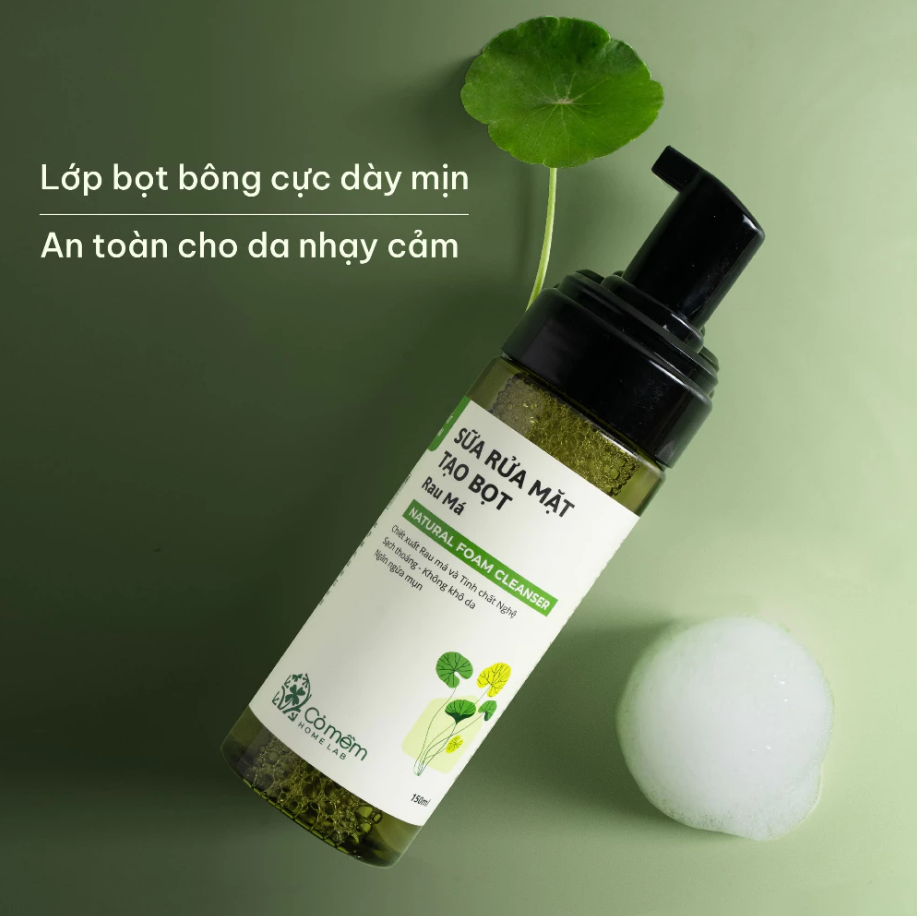 Lớp bọt bông cực dày mịn
An toàn cho da nhạy cảm
SỮA RỬA MẶT
TẠO BỌT
Rau Má
NATURAL FOAM CLEANSER
Chiết xuất Rau má và Tinh chất Nghệ
Sạch thoáng - Không khô da
Ngăn ngừa mụn
Cỏ mềm
HOME LAB
150ml